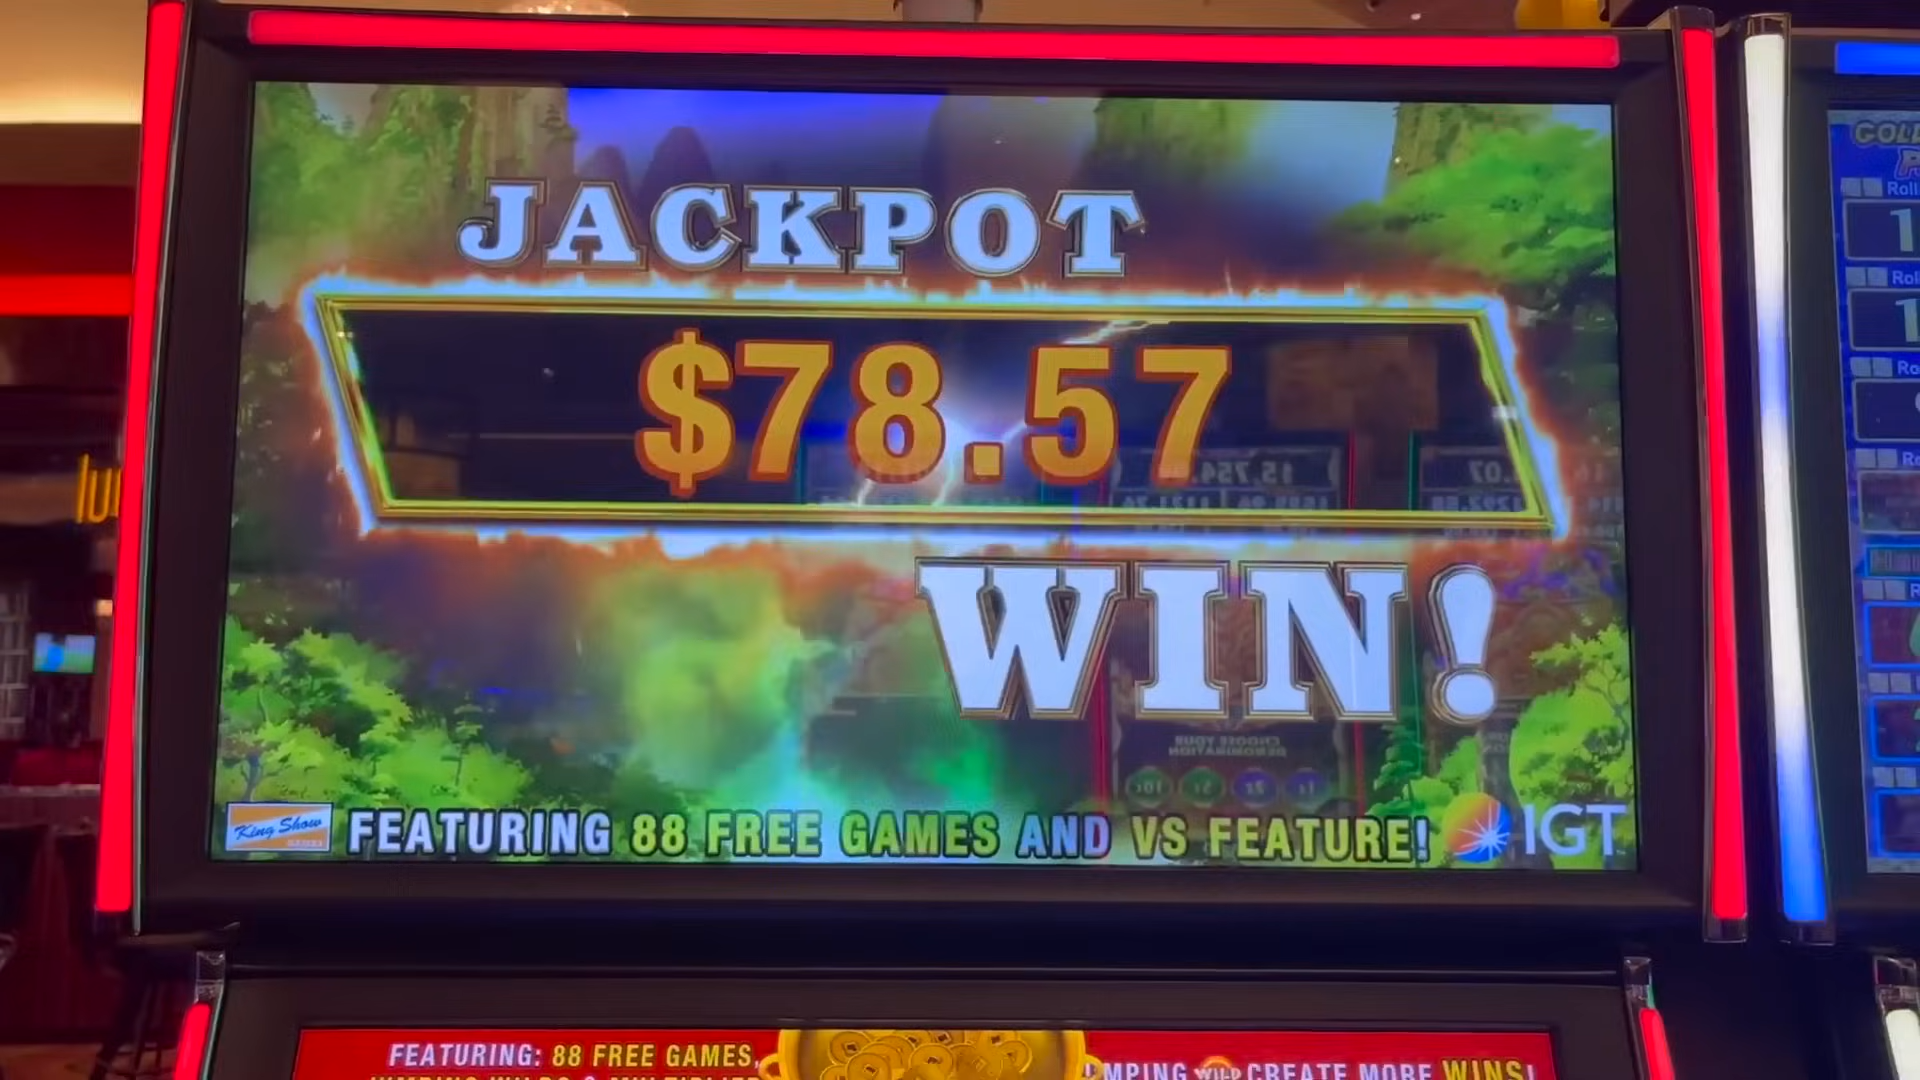 JACKPOT
$78.57
WIN!
King Show
FEATURING 88 FREE GAMES AND VS FEATURE!
IGT
FEATURING: 88 FREE GAMES,
CREATE MORE WINS!